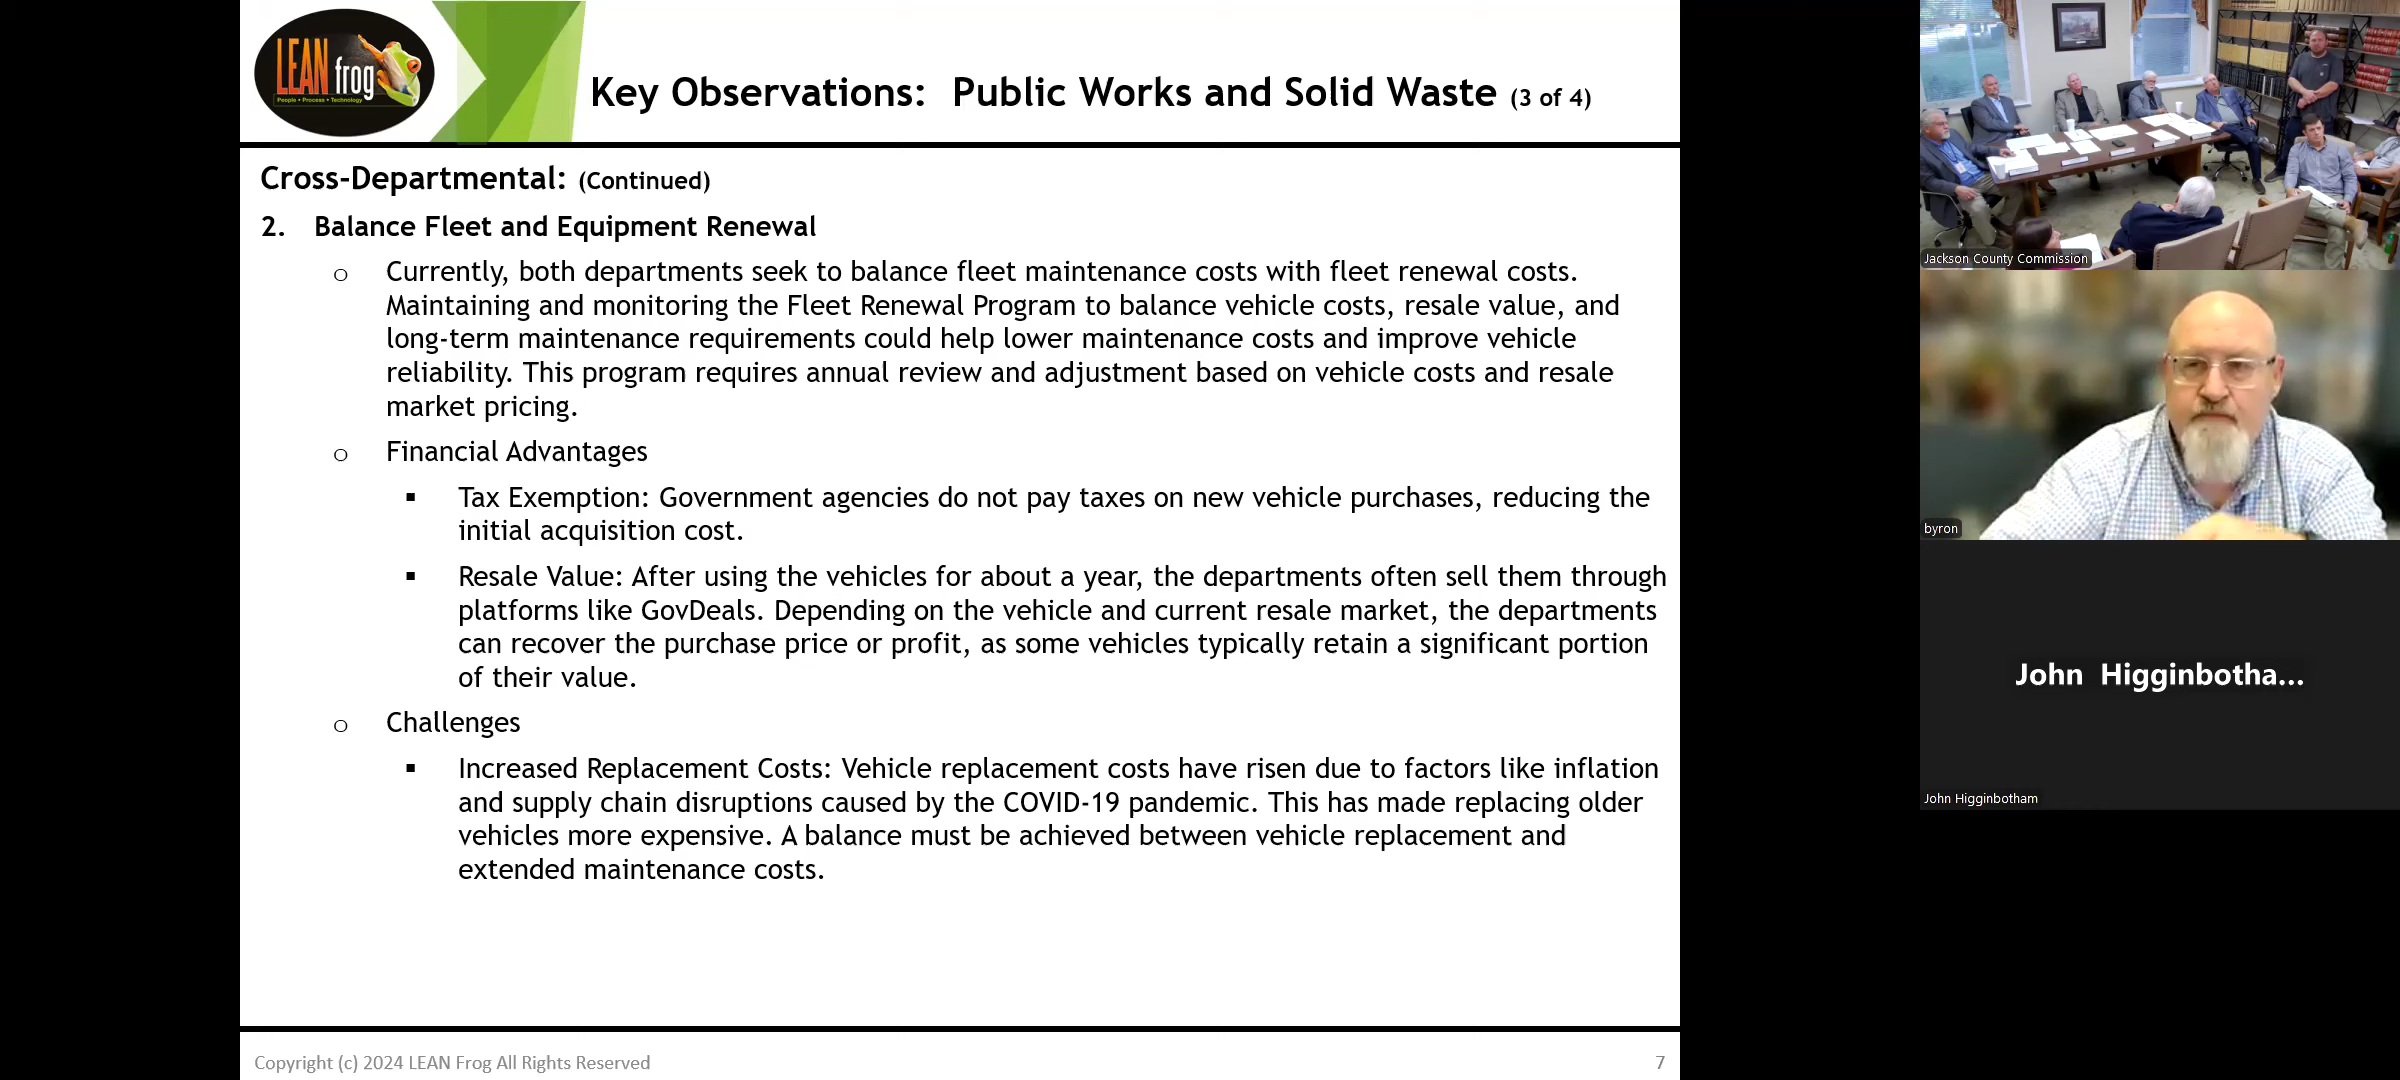 LEAN frog
People • Process • Technology
Key Observations:  Public Works and Solid Waste (3 of 4)
Cross-Departmental: (Continued)
2. Balance Fleet and Equipment Renewal
o Currently, both departments seek to balance fleet maintenance costs with fleet renewal costs.
Maintaining and monitoring the Fleet Renewal Program to balance vehicle costs, resale value, and
long-term maintenance requirements could help lower maintenance costs and improve vehicle
reliability. This program requires annual review and adjustment based on vehicle costs and resale
market pricing.
o Financial Advantages
▪ Tax Exemption: Government agencies do not pay taxes on new vehicle purchases, reducing the
initial acquisition cost.
▪ Resale Value: After using the vehicles for about a year, the departments often sell them through
platforms like GovDeals. Depending on the vehicle and current resale market, the departments
can recover the purchase price or profit, as some vehicles typically retain a significant portion
of their value.
o Challenges
▪ Increased Replacement Costs: Vehicle replacement costs have risen due to factors like inflation
and supply chain disruptions caused by the COVID-19 pandemic. This has made replacing older
vehicles more expensive. A balance must be achieved between vehicle replacement and
extended maintenance costs.
Copyright (c) 2024 LEAN Frog All Rights Reserved
7
Jackson County Commission
byron
John Higginbotha...
John Higginbotham